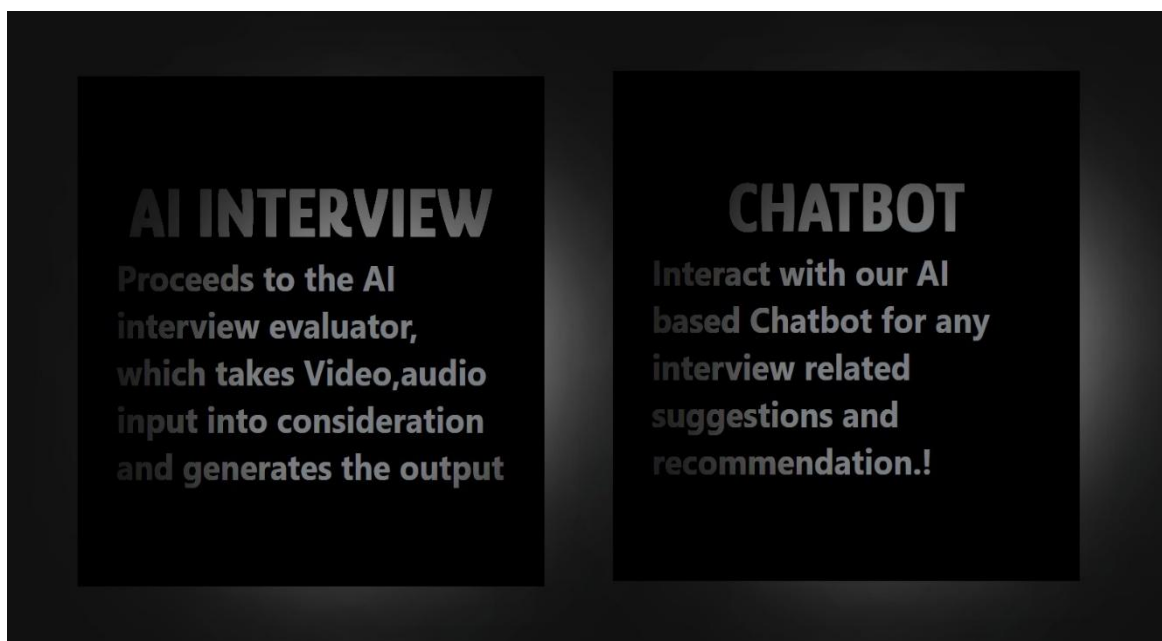 AI INTERVIEW
Proceeds to the AI
interview evaluator,
which takes Video,audio
input into consideration
and generates the output
CHATBOT
Interact with our AI
based Chatbot for any
interview related
suggestions and
recommendation.!